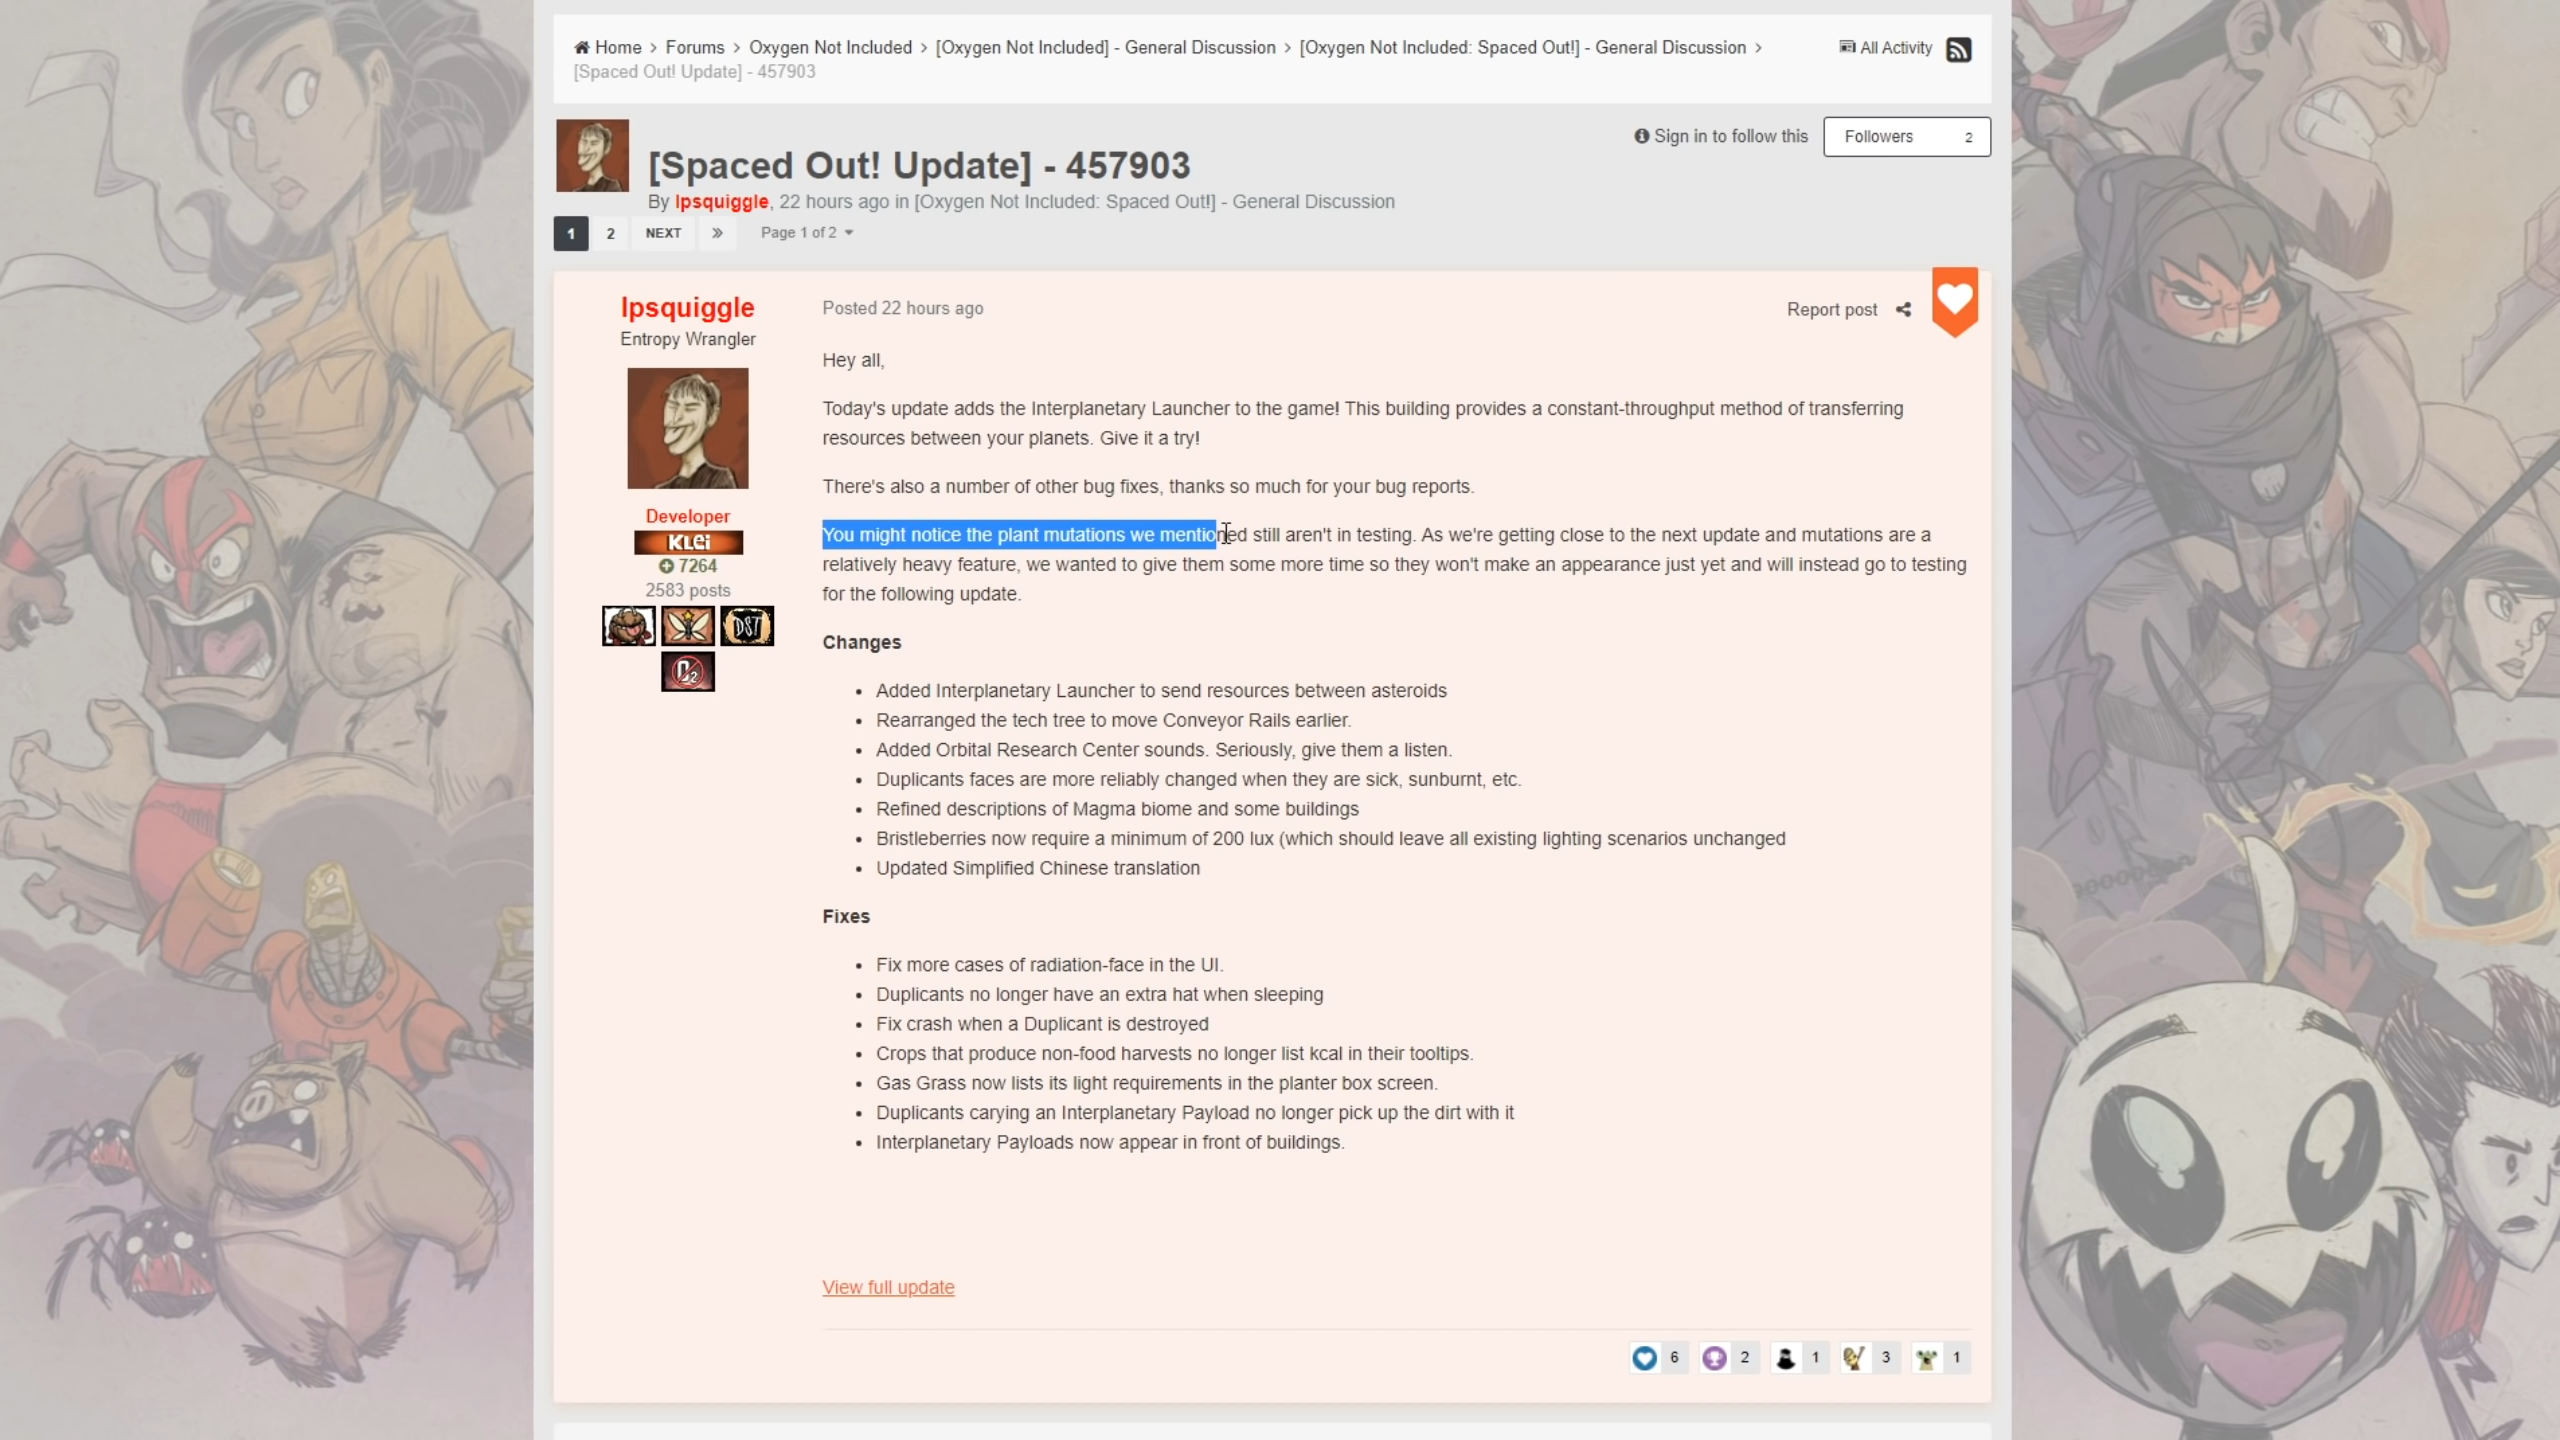 Home > Forums > Oxygen Not Included > [Oxygen Not Included] - General Discussion > [Oxygen Not Included: Spaced Out!] - General Discussion >
All Activity
[Spaced Out! Update] - 457903
Sign in to follow this
Followers 2
[Spaced Out! Update] - 457903
By Ipsquiggle, 22 hours ago in [Oxygen Not Included: Spaced Out!] - General Discussion
1 2 NEXT » Page 1 of 2
Ipsquiggle
Entropy Wrangler
Developer
KLei
7264
2583 posts
DST
Posted 22 hours ago
Report post
Hey all,
Today's update adds the Interplanetary Launcher to the game! This building provides a constant-throughput method of transferring
resources between your planets. Give it a try!
There's also a number of other bug fixes, thanks so much for your bug reports.
You might notice the plant mutations we mentioned still aren't in testing. As we're getting close to the next update and mutations are a
relatively heavy feature, we wanted to give them some more time so they won't make an appearance just yet and will instead go to testing
for the following update.
Changes
• Added Interplanetary Launcher to send resources between asteroids
• Rearranged the tech tree to move Conveyor Rails earlier.
• Added Orbital Research Center sounds. Seriously, give them a listen.
• Duplicants faces are more reliably changed when they are sick, sunburnt, etc.
• Refined descriptions of Magma biome and some buildings
• Bristleberries now require a minimum of 200 lux (which should leave all existing lighting scenarios unchanged
• Updated Simplified Chinese translation
Fixes
• Fix more cases of radiation-face in the UI.
• Duplicants no longer have an extra hat when sleeping
• Fix crash when a Duplicant is destroyed
• Crops that produce non-food harvests no longer list kcal in their tooltips.
• Gas Grass now lists its light requirements in the planter box screen.
• Duplicants carying an Interplanetary Payload no longer pick up the dirt with it
• Interplanetary Payloads now appear in front of buildings.
View full update
6 2 1 3 1